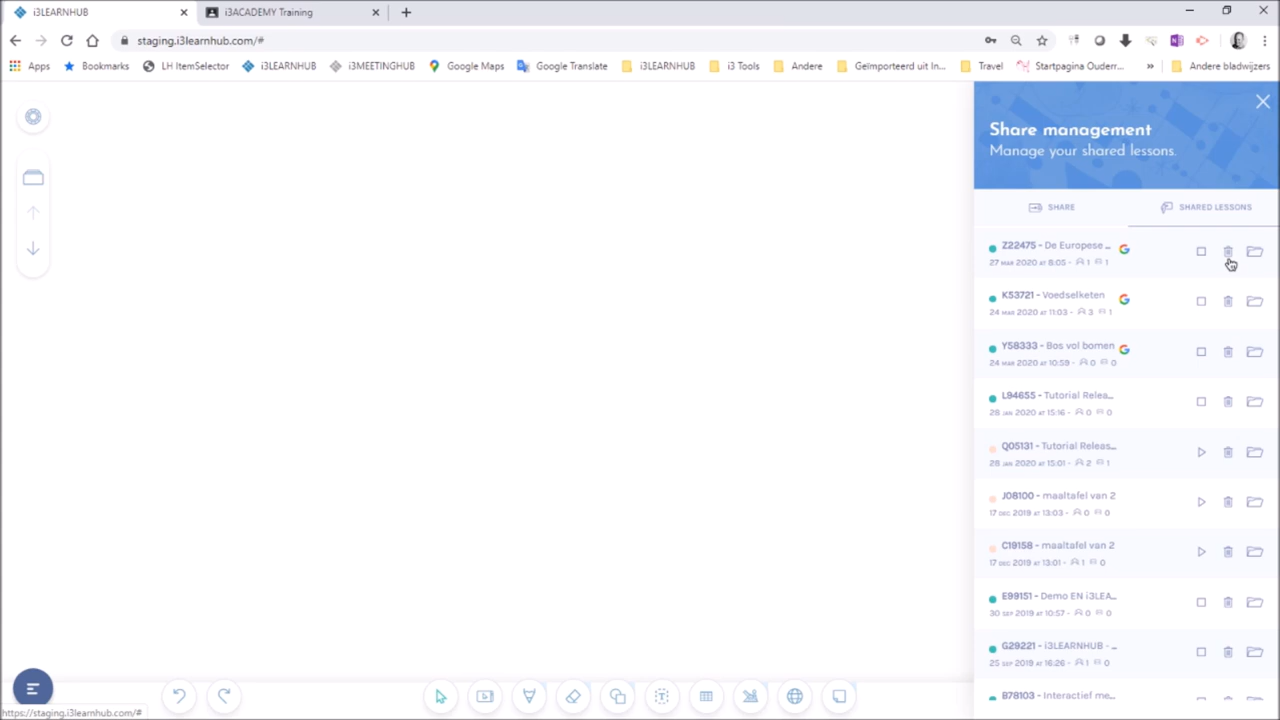 i3LEARNHUB
i3ACADEMY Training
staging.i3learnhub.com/#
Apps
Bookmarks
LH ItemSelector
i3LEARNHUB
i3MEETINGHUB
Google Maps
Google Translate
i3LEARNHUB
i3 Tools
Andere
Geïmporteerd uit In...
Travel
Startpagina Ouderr...
»
Andere bladwijzers
Share management
Manage your shared lessons.
SHARE
SHARED LESSONS
Z22475 - De Europese ...
27 MAR 2020 AT 8:05 - 1 1
K53721 - Voedselketen
24 MAR 2020 AT 11:03 - 3 1
Y58333 - Bos vol bomen
24 MAR 2020 AT 10:59 - 0 0
L94655 - Tutorial Relea...
28 JAN 2020 AT 15:16 - 0 0
Q05131 - Tutorial Releas...
28 JAN 2020 AT 15:01 - 2 1
J08100 - maaltafel van 2
17 DEC 2019 AT 13:03 - 0 0
C19158 - maaltafel van 2
17 DEC 2019 AT 13:01 - 1 0
E99151 - Demo EN i3LEA...
30 SEP 2019 AT 10:57 - 0 0
G29221 - i3LEARNHUB - ...
25 SEP 2019 AT 16:26 - 1 0
B78103 - Interactief me...
https://staging.i3learnhub.com/#